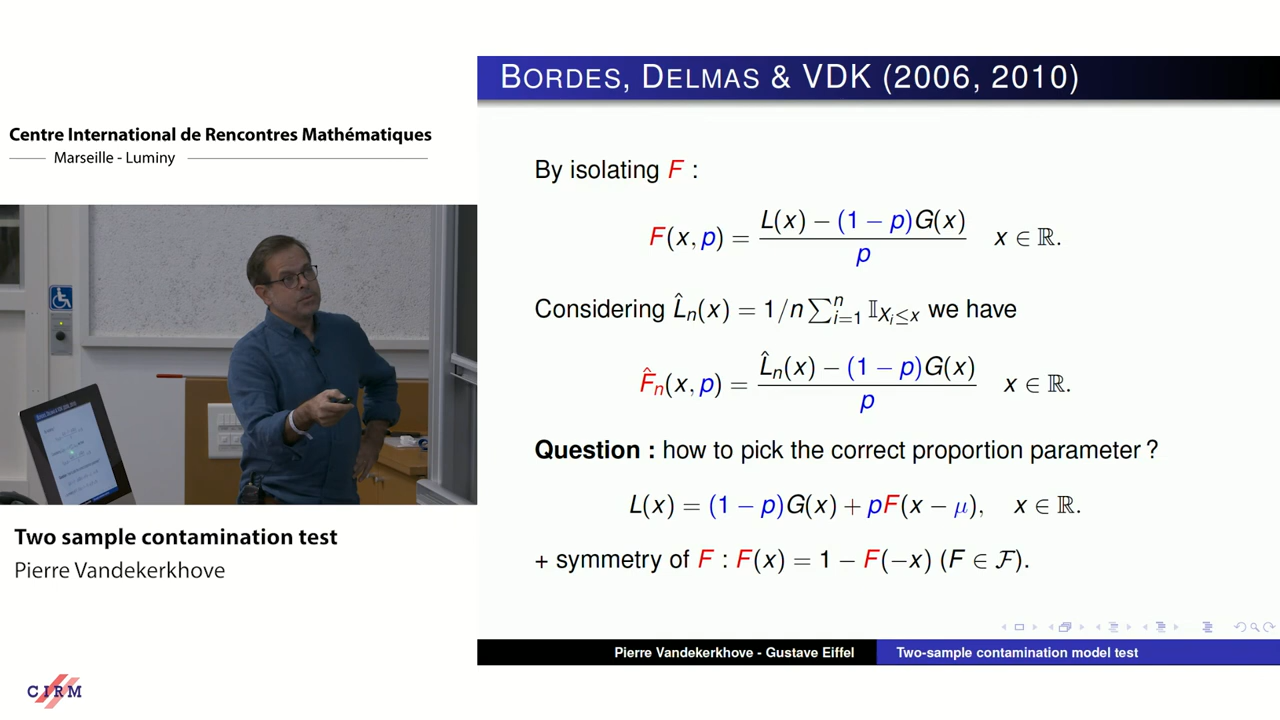 Centre International de Rencontres Mathématiques
Marseille - Luminy
Two sample contamination test
Pierre Vandekerkhove
CIRM
BORDES, DELMAS & VDK (2006, 2010)
By isolating F :
F(x, p) = (L(x) − (1 − p)G(x)) / p x ∈ ℝ.
Considering L̂ₙ(x) = 1/n ∑ⁿᵢ₌₁ 𝕀_{Xᵢ≤x} we have
F̂ₙ(x, p) = (L̂ₙ(x) − (1 − p)G(x)) / p x ∈ ℝ.
Question : how to pick the correct proportion parameter ?
L(x) = (1 − p)G(x) + pF(x − μ), x ∈ ℝ.
+ symmetry of F : F(x) = 1 − F(−x) (F ∈ ℱ).
Pierre Vandekerkhove - Gustave Eiffel
Two-sample contamination model test